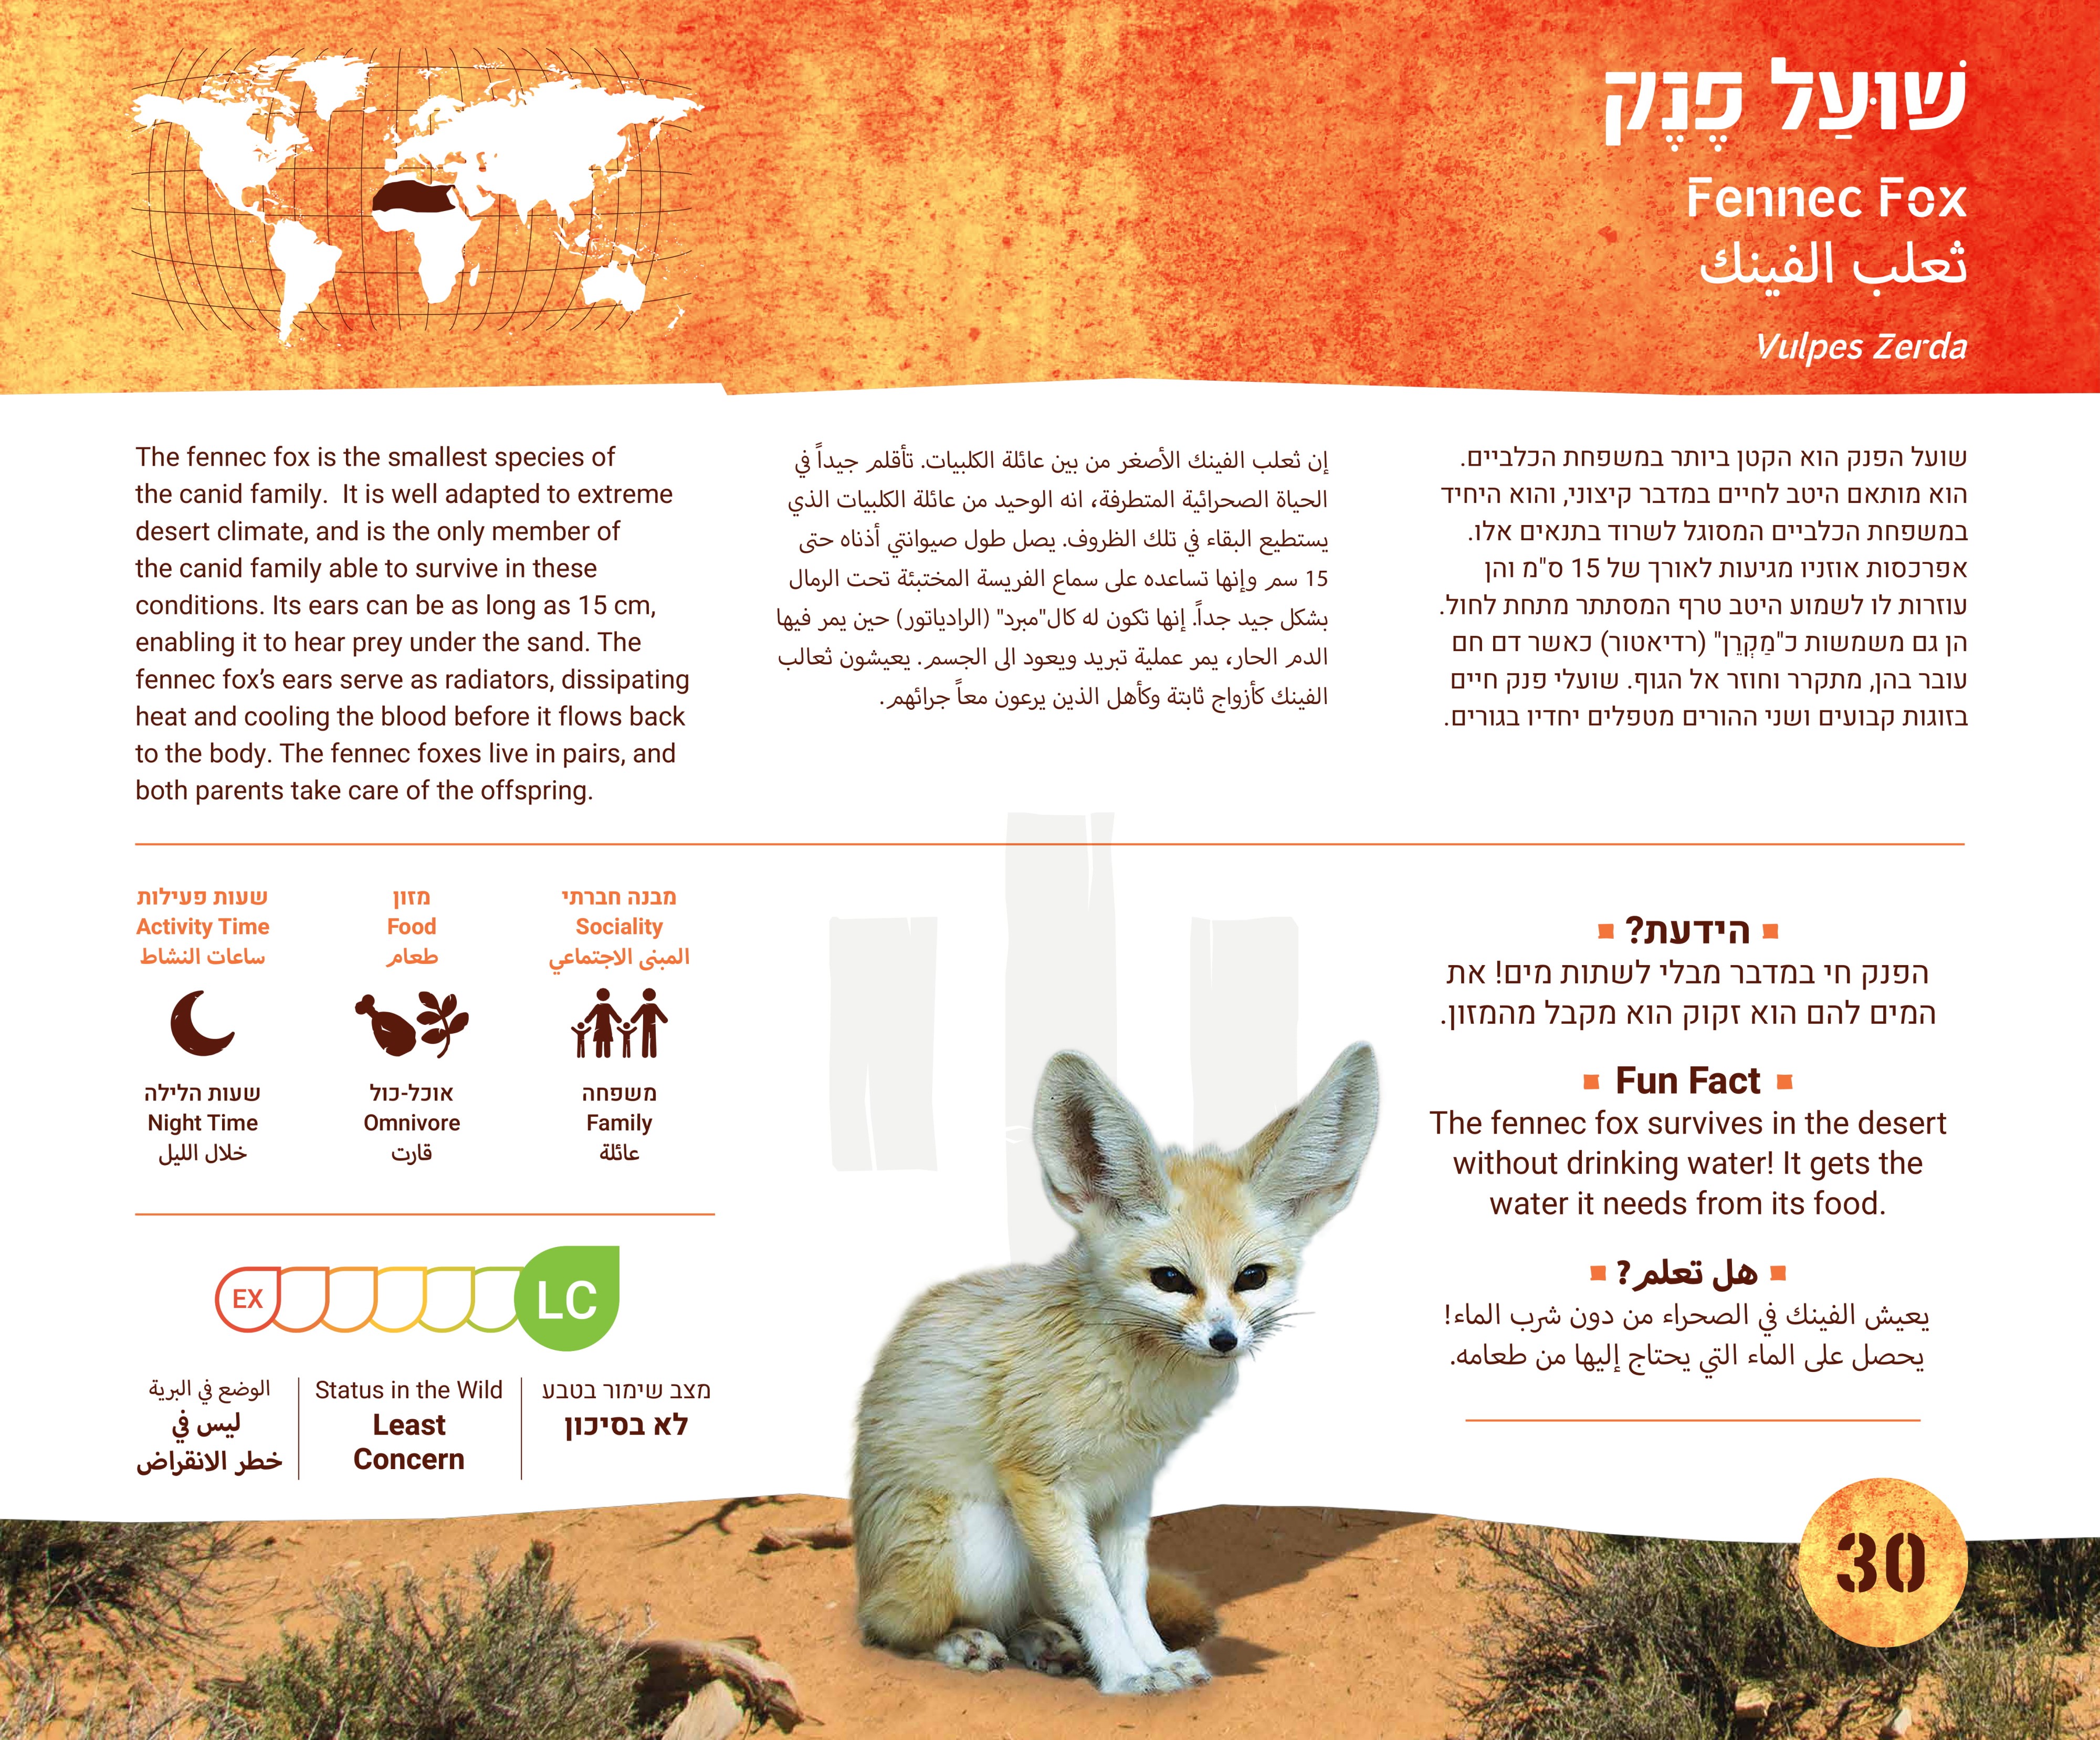 שׁוּעַל פֶנֶק
Fennec Fox
ثعلب الفينك
Vulpes Zerda
The fennec fox is the smallest species of
the canid family.  It is well adapted to extreme
desert climate, and is the only member of
the canid family able to survive in these
conditions. Its ears can be as long as 15 cm,
enabling it to hear prey under the sand. The
fennec fox’s ears serve as radiators, dissipating
heat and cooling the blood before it flows back
to the body. The fennec foxes live in pairs, and
both parents take care of the offspring.
إن ثعلب الفينك الأصغر من بين عائلة الكلبيات. تأقلم جيداً في
الحياة الصحرائية المتطرفة، انه الوحيد من عائلة الكلبيات الذي
يستطيع البقاء في تلك الظروف. يصل طول صيوانتي أذناه حتى
15 سم وإنها تساعده على سماع الفريسة المختبئة تحت الرمال
بشكل جيد جداً. إنها تكون له كال"مبرد" (الرادياتور) حين يمر فيها
الدم الحار، يمر عملية تبريد ويعود الى الجسم. يعيشون ثعالب
الفينك كأزواج ثابتة وكأهل الذين يرعون معاً جرائهم.
שועל הפנק הוא הקטן ביותר במשפחת הכלביים.
הוא מותאם היטב לחיים במדבר קיצוני, והוא היחיד
במשפחת הכלביים המסוגל לשרוד בתנאים אלו.
אפרכסות אוזניו מגיעות לאורך של 15 ס"מ והן
עוזרות לו לשמוע היטב טרף המסתתר מתחת לחול.
הן גם משמשות כ"מַקְרֵן" (רדיאטור) כאשר דם חם
עובר בהן, מתקרר וחוזר אל הגוף. שועלי פנק חיים
בזוגות קבועים ושני ההורים מטפלים יחדיו בגורים.
שעות פעילות
Activity Time
ساعات النشاط
שעות הלילה
Night Time
خلال الليل
מזון
Food
طعام
אוכל-כול
Omnivore
قارت
מבנה חברתי
Sociality
المبنى الاجتماعي
משפחה
Family
عائلة
EX
LC
الوضع في البرية
ليس في
خطر الانقراض
Status in the Wild
Least
Concern
מצב שימור בטבע
לא בסיכון
הידעת?
הפנק חי במדבר מבלי לשתות מים! את
המים להם הוא זקוק הוא מקבל מהמזון.
Fun Fact
The fennec fox survives in the desert
without drinking water! It gets the
water it needs from its food.
هل تعلم؟
يعيش الفينك في الصحراء من دون شرب الماء!
يحصل على الماء التي يحتاج إليها من طعامه.
30